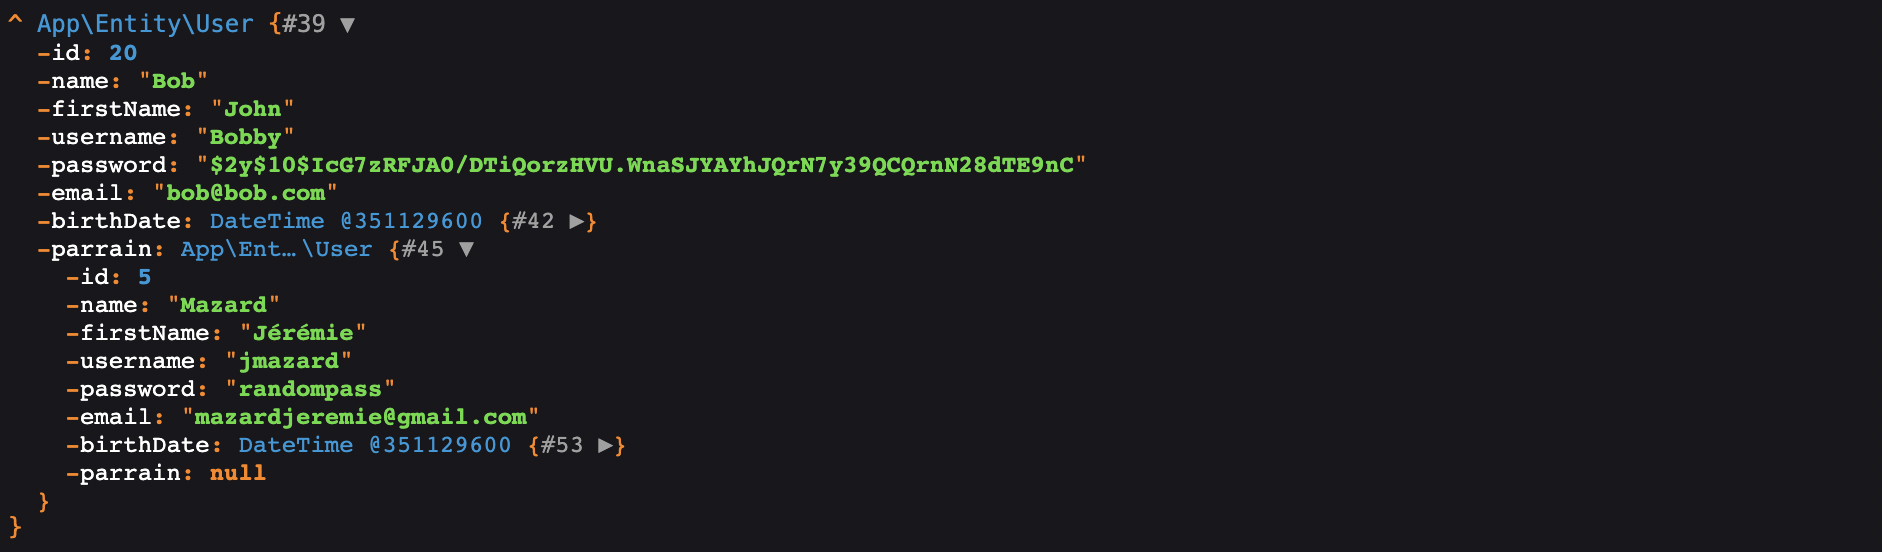 ^ App\Entity\User {#39 ▼
  -id: 20
  -name: "Bob"
  -firstName: "John"
  -username: "Bobby"
  -password: "$2y$10$IcG7zRFJA0/DTiQorzHVU.WnaSJYAYhJQrN7y39QCQrnN28dTE9nC"
  -email: "bob@bob.com"
  -birthDate: DateTime @351129600 {#42 ▶}
  -parrain: App\Ent…\User {#45 ▼
    -id: 5
    -name: "Mazard"
    -firstName: "Jérémie"
    -username: "jmazard"
    -password: "randompass"
    -email: "mazardjeremie@gmail.com"
    -birthDate: DateTime @351129600 {#53 ▶}
    -parrain: null
  }
}